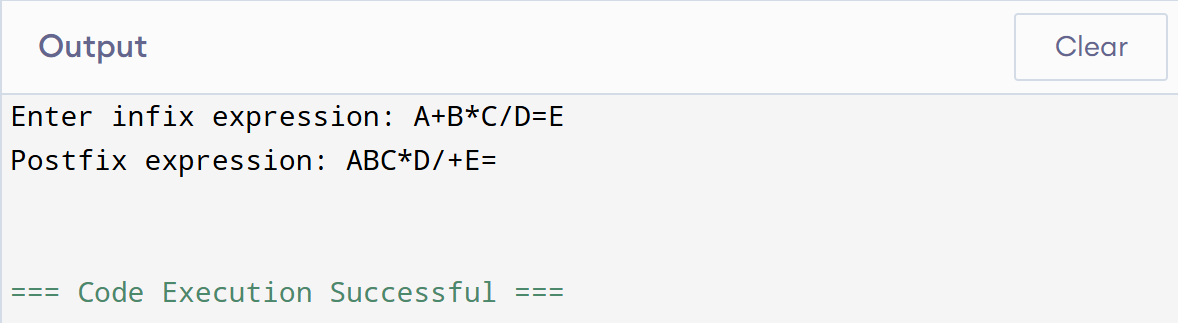 Output
Clear
Enter infix expression: A+B*C/D=E
Postfix expression: ABC*D/+E=
=== Code Execution Successful ===